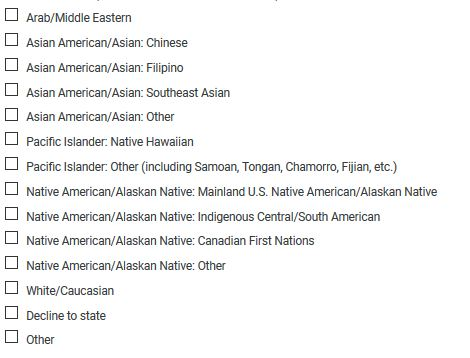 Arab/Middle Eastern
Asian American/Asian: Chinese
Asian American/Asian: Filipino
Asian American/Asian: Southeast Asian
Asian American/Asian: Other
Pacific Islander: Native Hawaiian
Pacific Islander: Other (including Samoan, Tongan, Chamorro, Fijian, etc.)
Native American/Alaskan Native: Mainland U.S. Native American/Alaskan Native
Native American/Alaskan Native: Indigenous Central/South American
Native American/Alaskan Native: Canadian First Nations
Native American/Alaskan Native: Other
White/Caucasian
Decline to state
Other